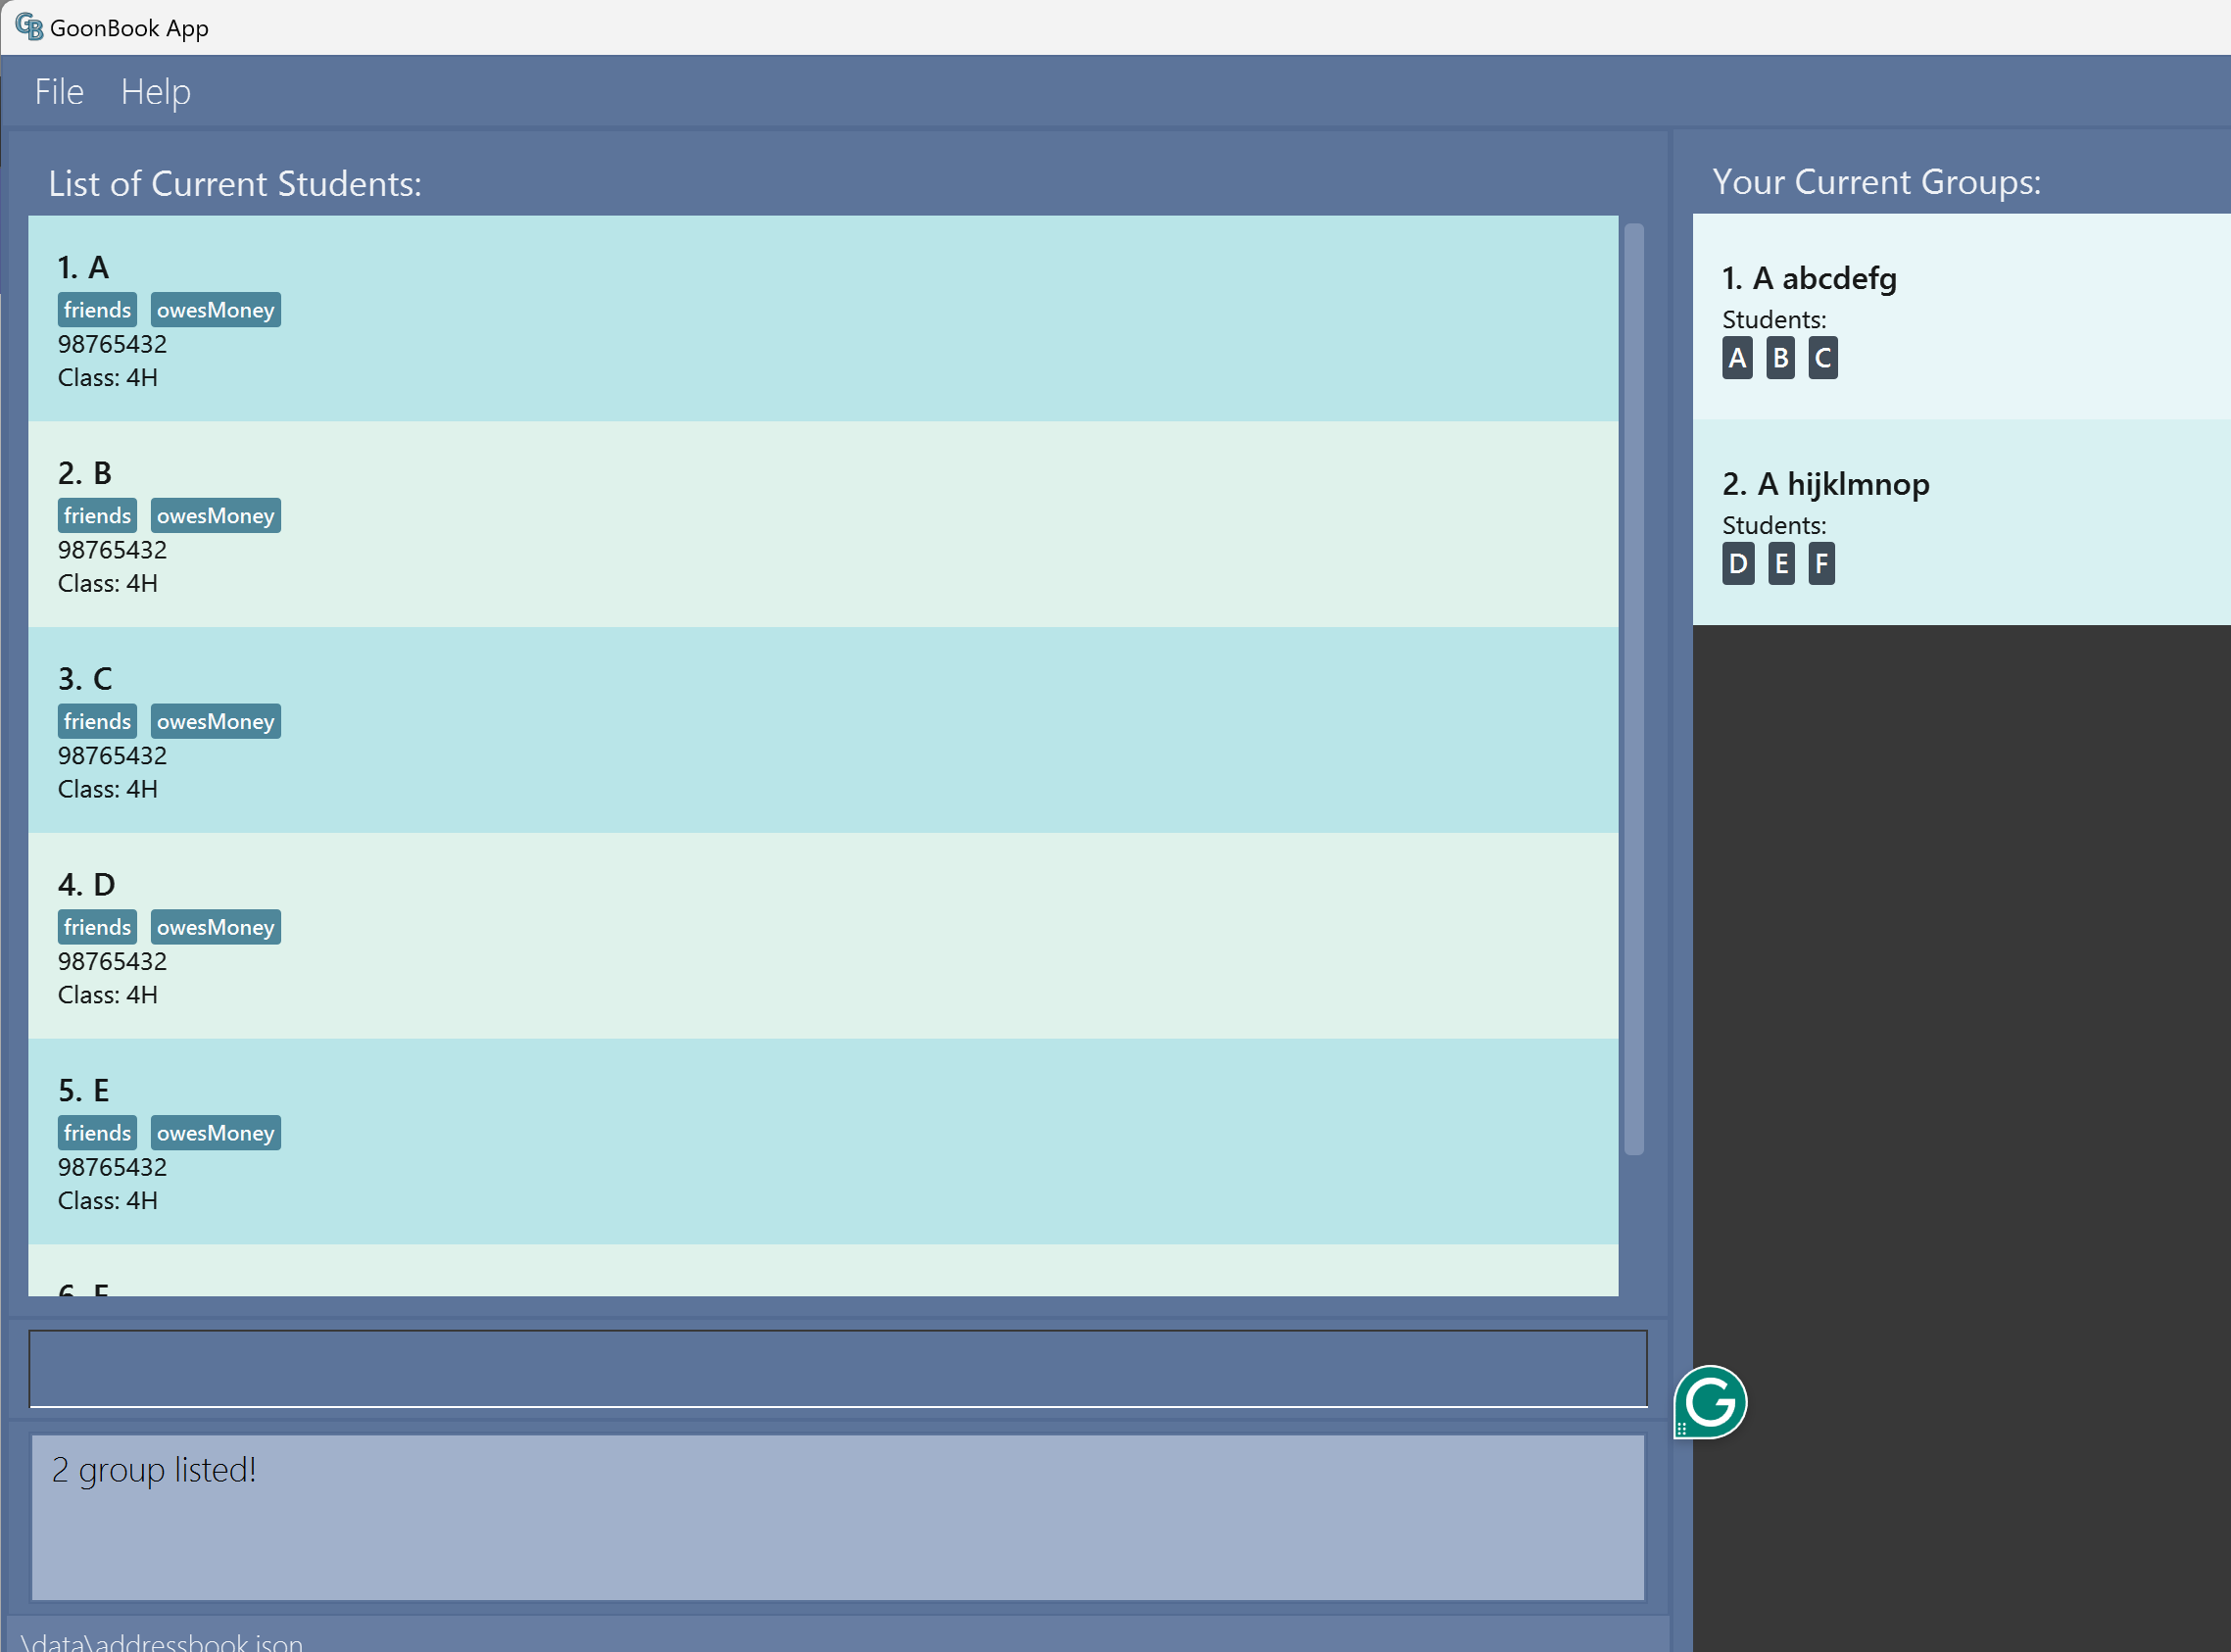 GB GoonBook App
File Help
List of Current Students:
1. A
friends owesMoney
98765432
Class: 4H
2. B
friends owesMoney
98765432
Class: 4H
3. C
friends owesMoney
98765432
Class: 4H
4. D
friends owesMoney
98765432
Class: 4H
5. E
friends owesMoney
98765432
Class: 4H
2 group listed!
\data\addressbook.json
Your Current Groups:
1. A abcdefg
Students:
A B C
2. A hijklmnop
Students:
D E F
G